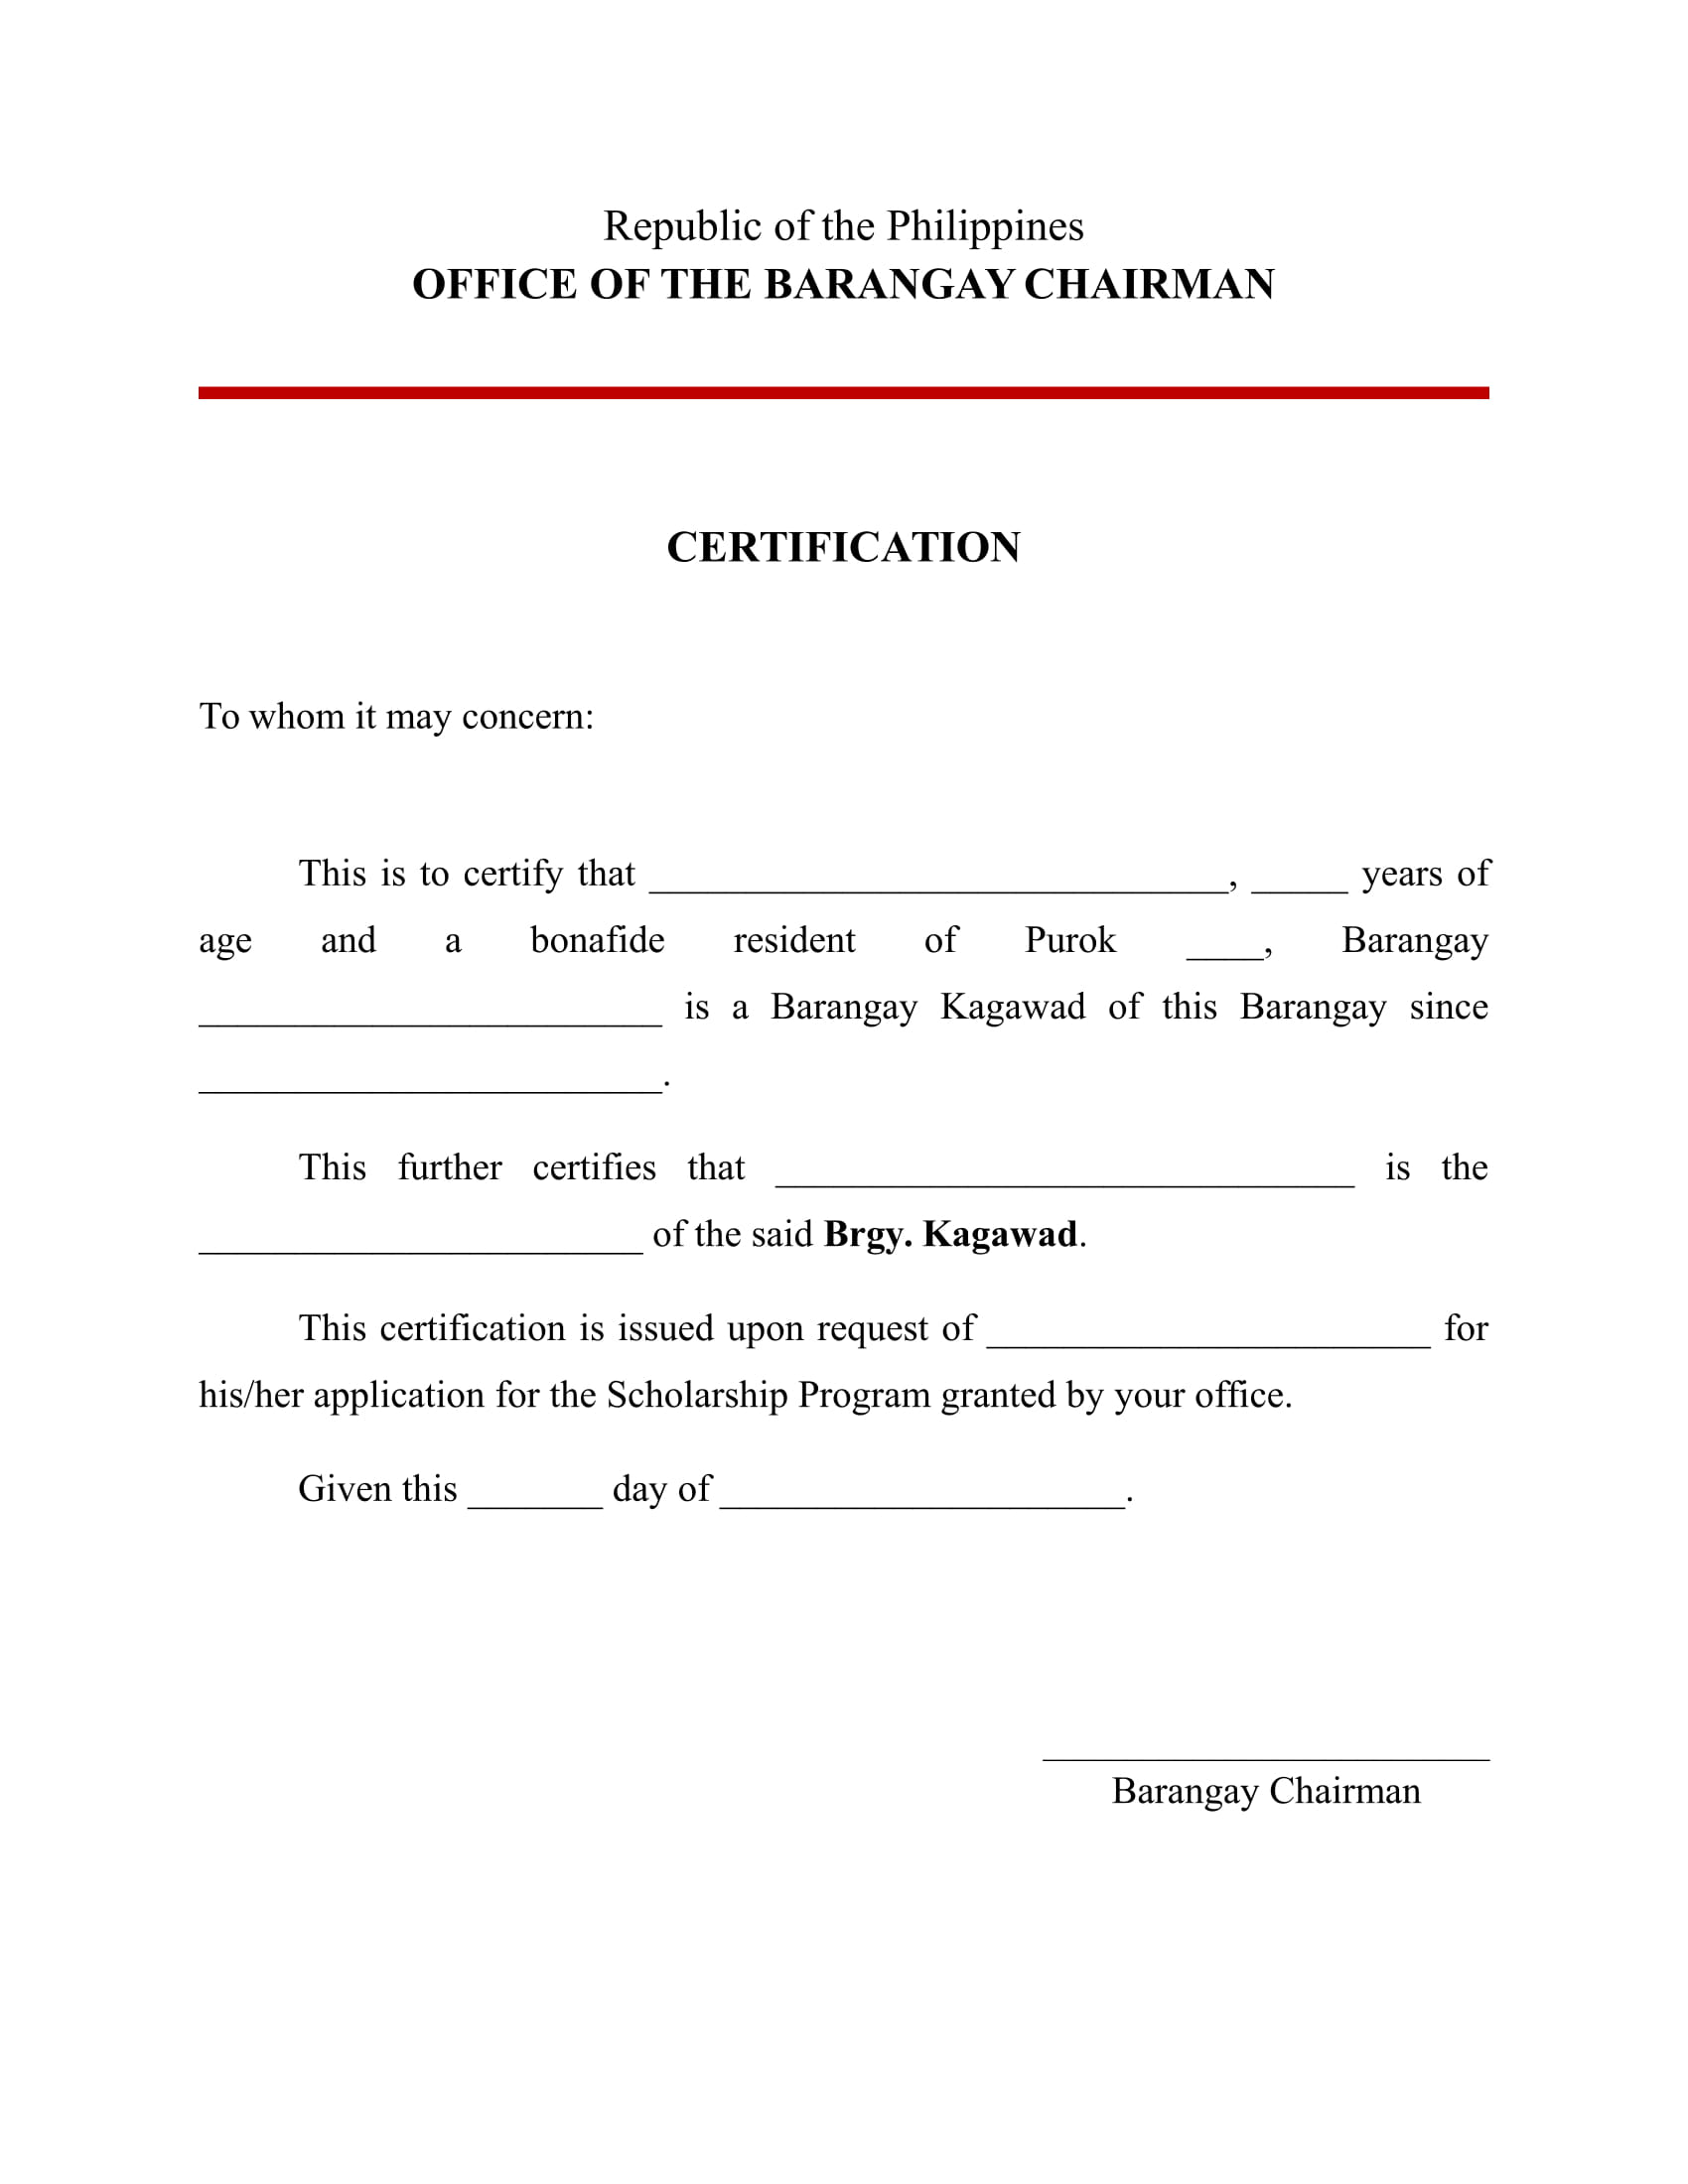 Republic of the Philippines
OFFICE OF THE BARANGAY CHAIRMAN
CERTIFICATION
To whom it may concern:
This is to certify that ______________________________, _____ years of
age and a bonafide resident of Purok ____, Barangay
________________________ is a Barangay Kagawad of this Barangay since
________________________.
This further certifies that ______________________________ is the
_______________________ of the said Brgy. Kagawad.
This certification is issued upon request of _______________________ for
his/her application for the Scholarship Program granted by your office.
Given this _______ day of _____________________.
_______________________
Barangay Chairman